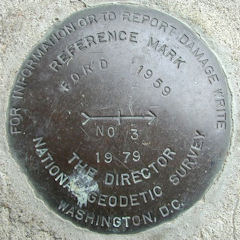 FOR INFORMATION OR TO REPORT DAMAGE WRITE
REFERENCE MARK
FORD 1959
NO 3
1979
THE DIRECTOR
NATIONAL GEODETIC SURVEY
WASHINGTON, D.C.